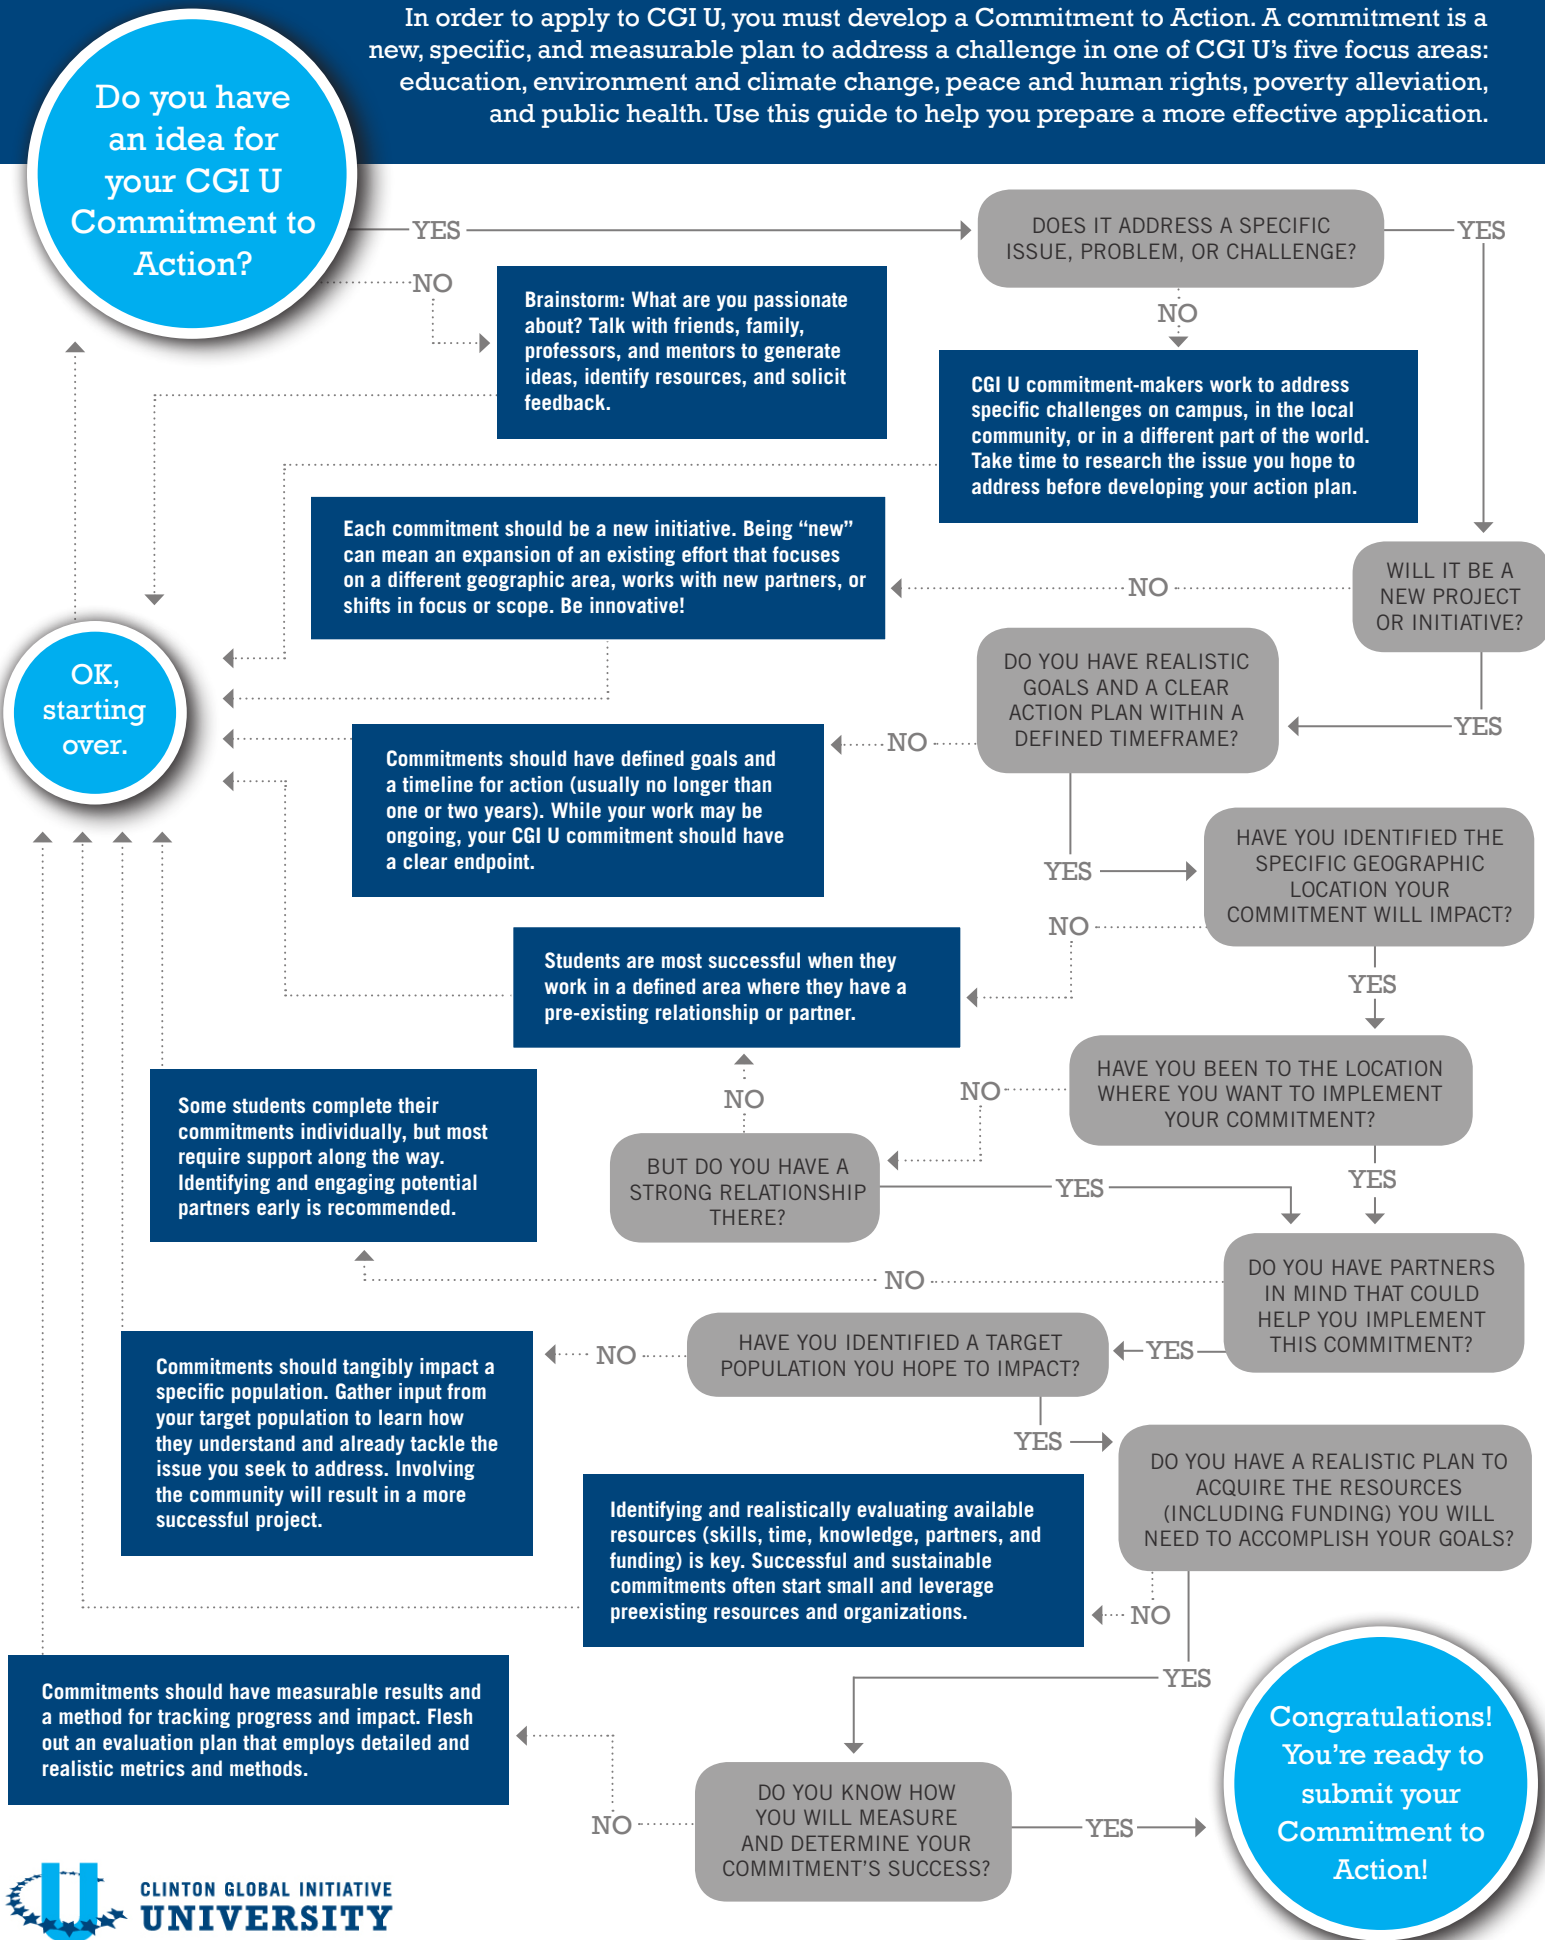 In order to apply to CGI U, you must develop a Commitment to Action. A commitment is a
new, specific, and measurable plan to address a challenge in one of CGI U's five focus areas:
education, environment and climate change, peace and human rights, poverty alleviation,
and public health. Use this guide to help you prepare a more effective application.
Do you have
an idea for
your CGI U
Commitment to
Action?
YES
NO
DOES IT ADDRESS A SPECIFIC
ISSUE, PROBLEM, OR CHALLENGE?
YES
NO
Brainstorm: What are you passionate
about? Talk with friends, family,
professors, and mentors to generate
ideas, identify resources, and solicit
feedback.
CGI U commitment-makers work to address
specific challenges on campus, in the local
community, or in a different part of the world.
Take time to research the issue you hope to
address before developing your action plan.
Each commitment should be a new initiative. Being “new”
can mean an expansion of an existing effort that focuses
on a different geographic area, works with new partners, or
shifts in focus or scope. Be innovative!
NO
WILL IT BE A
NEW PROJECT
OR INITIATIVE?
YES
OK,
starting
over.
DO YOU HAVE REALISTIC
GOALS AND A CLEAR
ACTION PLAN WITHIN A
DEFINED TIMEFRAME?
NO
YES
Commitments should have defined goals and
a timeline for action (usually no longer than
one or two years). While your work may be
ongoing, your CGI U commitment should have
a clear endpoint.
HAVE YOU IDENTIFIED THE
SPECIFIC GEOGRAPHIC
LOCATION YOUR
COMMITMENT WILL IMPACT?
NO
YES
Students are most successful when they
work in a defined area where they have a
pre-existing relationship or partner.
HAVE YOU BEEN TO THE LOCATION
WHERE YOU WANT TO IMPLEMENT
YOUR COMMITMENT?
NO
NO
YES
BUT DO YOU HAVE A
STRONG RELATIONSHIP
THERE?
YES
Some students complete their
commitments individually, but most
require support along the way.
Identifying and engaging potential
partners early is recommended.
DO YOU HAVE PARTNERS
IN MIND THAT COULD
HELP YOU IMPLEMENT
THIS COMMITMENT?
NO
YES
HAVE YOU IDENTIFIED A TARGET
POPULATION YOU HOPE TO IMPACT?
NO
YES
Commitments should tangibly impact a
specific population. Gather input from
your target population to learn how
they understand and already tackle the
issue you seek to address. Involving
the community will result in a more
successful project.
DO YOU HAVE A REALISTIC PLAN TO
ACQUIRE THE RESOURCES
(INCLUDING FUNDING) YOU WILL
NEED TO ACCOMPLISH YOUR GOALS?
Identifying and realistically evaluating available
resources (skills, time, knowledge, partners, and
funding) is key. Successful and sustainable
commitments often start small and leverage
preexisting resources and organizations.
NO
YES
Commitments should have measurable results and
a method for tracking progress and impact. Flesh
out an evaluation plan that employs detailed and
realistic metrics and methods.
DO YOU KNOW HOW
YOU WILL MEASURE
AND DETERMINE YOUR
COMMITMENT'S SUCCESS?
NO
YES
Congratulations!
You're ready to
submit your
Commitment to
Action!
U
CLINTON GLOBAL INITIATIVE
UNIVERSITY